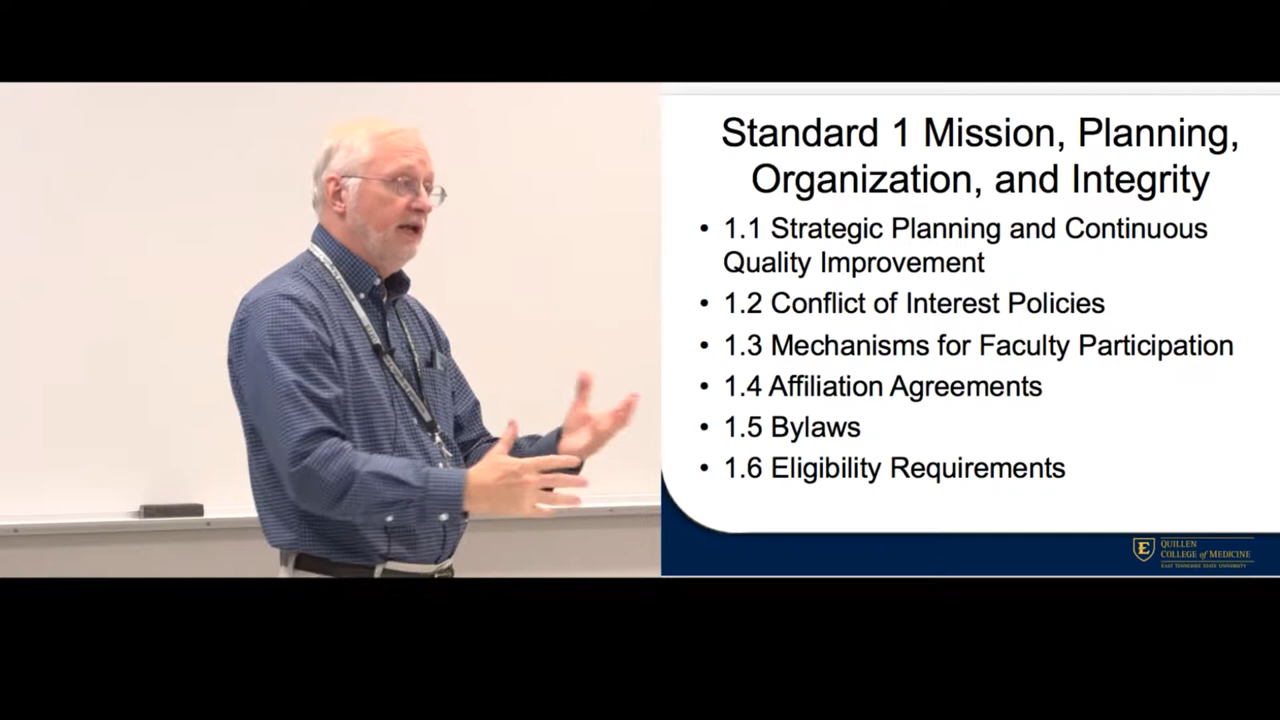 Standard 1 Mission, Planning,
Organization, and Integrity
• 1.1 Strategic Planning and Continuous
Quality Improvement
• 1.2 Conflict of Interest Policies
• 1.3 Mechanisms for Faculty Participation
• 1.4 Affiliation Agreements
• 1.5 Bylaws
• 1.6 Eligibility Requirements
E
QUILLEN
COLLEGE of MEDICINE
EAST TENNESSEE STATE UNIVERSITY